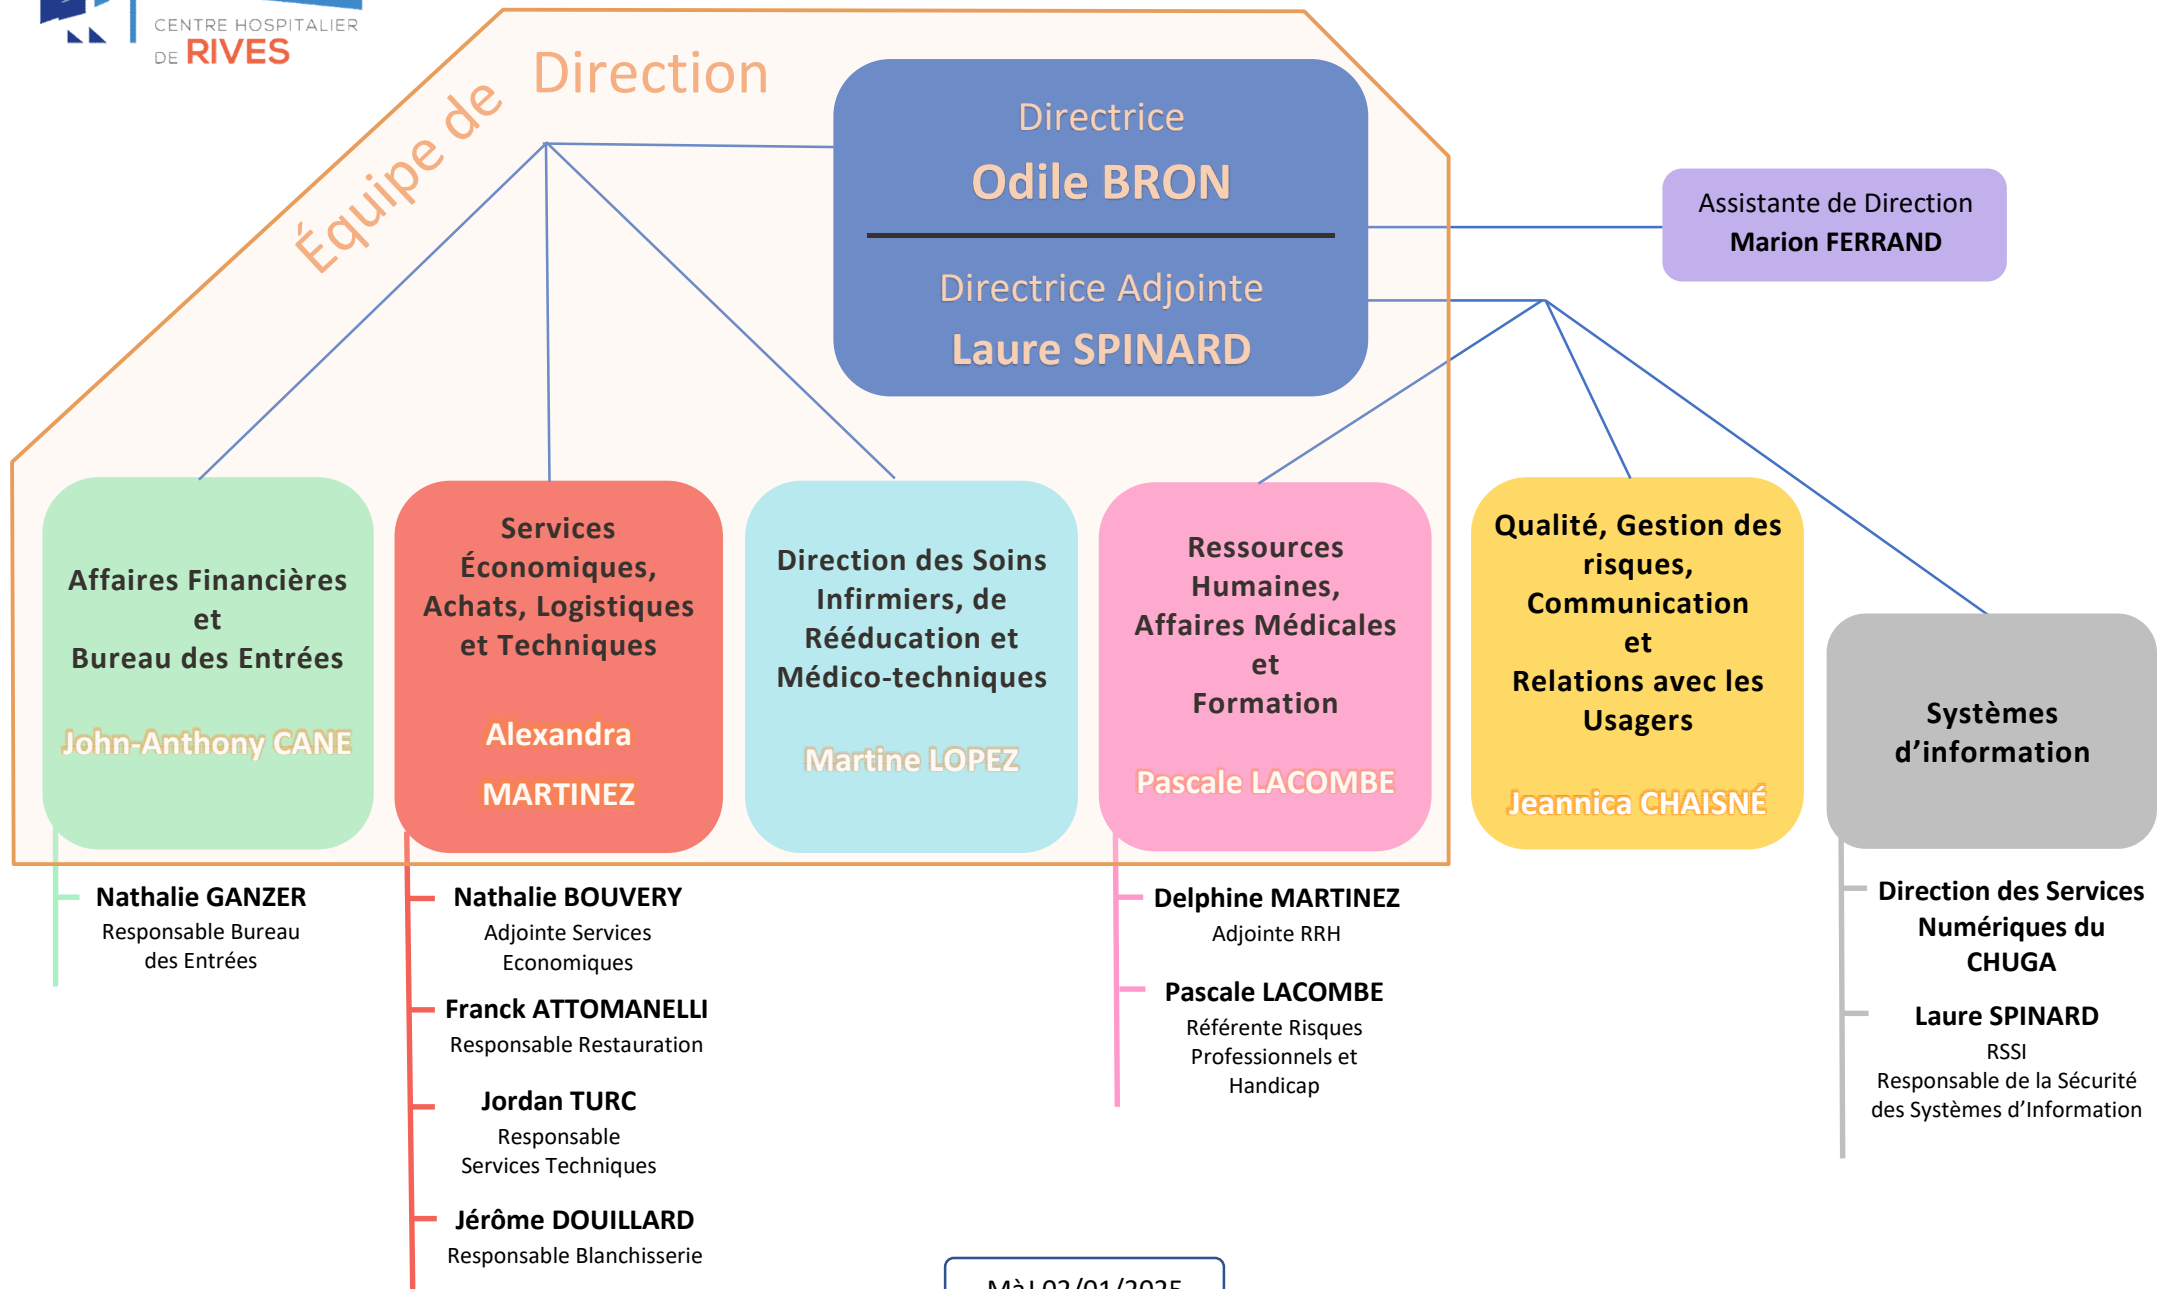 CENTRE HOSPITALIER
DE RIVES
Équipe de Direction
Directrice
Odile BRON
Directrice Adjointe
Laure SPINARD
Assistante de Direction
Marion FERRAND
Affaires Financières
et
Bureau des Entrées
John-Anthony CANE
Services
Économiques,
Achats, Logistiques
et Techniques
Alexandra
MARTINEZ
Direction des Soins
Infirmiers, de
Rééducation et
Médico-techniques
Martine LOPEZ
Ressources
Humaines,
Affaires Médicales
et
Formation
Pascale LACOMBE
Qualité, Gestion des
risques,
Communication
et
Relations avec les
Usagers
Jeannica CHAISNÉ
Systèmes
d’information
Nathalie GANZER
Responsable Bureau
des Entrées
Nathalie BOUVERY
Adjointe Services
Economiques
Franck ATTOMANELLI
Responsable Restauration
Jordan TURC
Responsable
Services Techniques
Jérôme DOUILLARD
Responsable Blanchisserie
Delphine MARTINEZ
Adjointe RRH
Pascale LACOMBE
Référente Risques
Professionnels et
Handicap
Direction des Services
Numériques du
CHUGA
Laure SPINARD
RSSI
Responsable de la Sécurité
des Systèmes d’Information
MàJ 02/01/2025